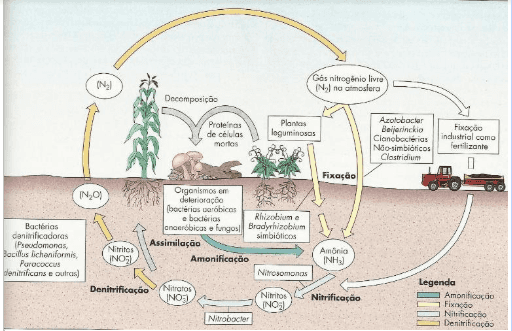 (N₂)
Gás nitrogênio livre
(N₂) na atmosfera
Decomposição
Proteínas
de células
mortas
Plantas
leguminosas
Azotobacter
Beijerinckia
Cianobactérias
Não-simbióticos
Clostridium
Fixação
industrial como
fertilizante
Fixação
(N₂O)
Organismos em
deterioração
(bactérias aeróbicas
e bactérias
anaeróbicas e fungos)
Rhizobium e
Bradyrhizobium
simbióticos
Bactérias
denitrificadoras
(Pseudomonas,
Bacillus licheniformis,
Paracoccus
denitrificans e outras)
Nitritos
(NO₂⁻)
Assimilação
Amonificação
Amônia
(NH₃)
Nitrosomonas
Denitrificação
Nitratos
(NO₃⁻)
Nitritos
(NO₂⁻)
Nitrificação
Nitrobacter
Legenda
Amonificação
Fixação
Nitrificação
Denitrificação